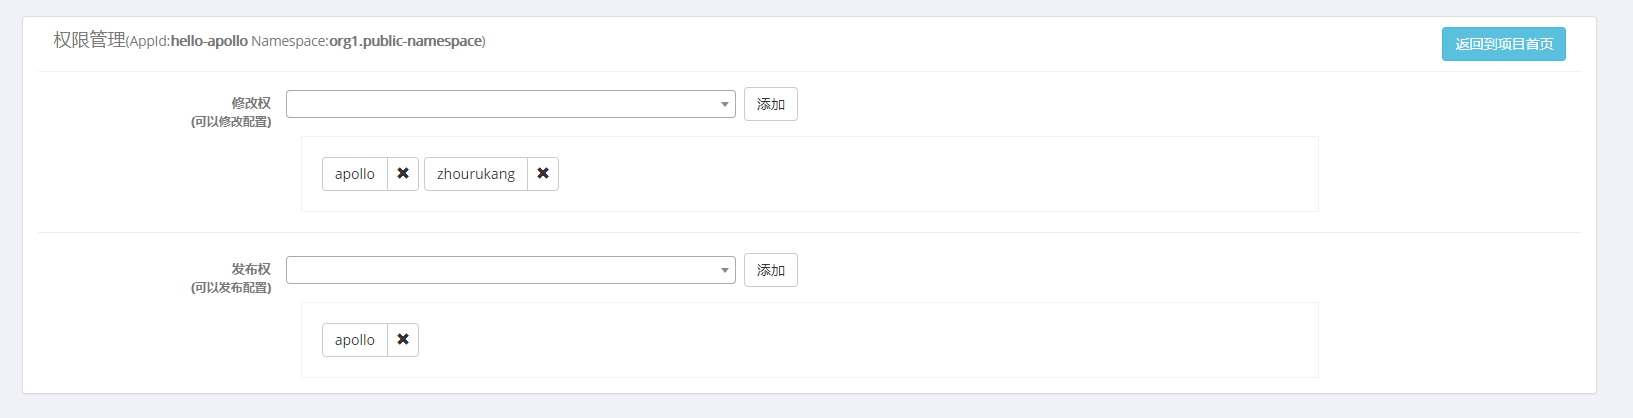 权限管理(AppId:hello-apollo Namespace:org1.public-namespace)
返回到项目首页
修改权
(可以修改配置)
添加
apollo ✖ zhourukang ✖
发布权
(可以发布配置)
添加
apollo ✖